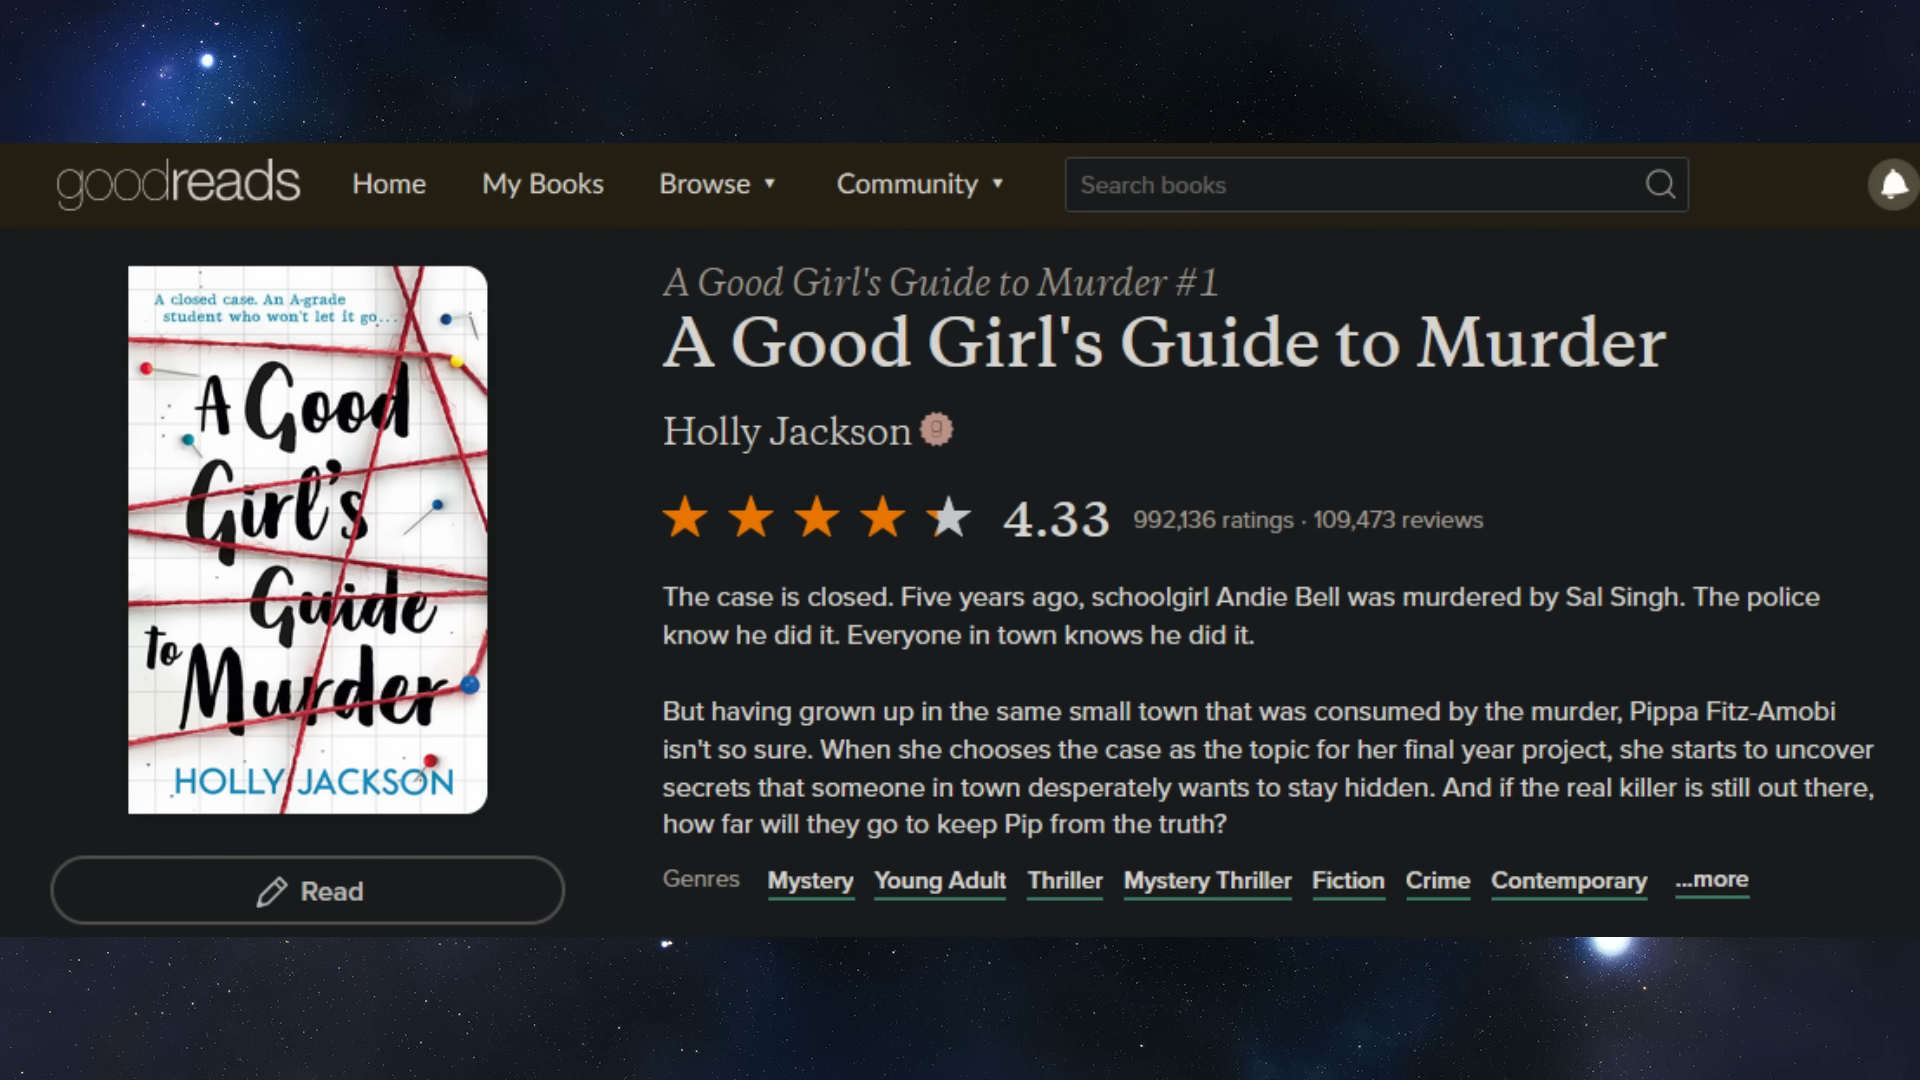 goodreads Home My Books Browse ▼ Community ▼ Search books
A closed case. An A-grade
student who won't let it go...
A Good
Girl's
Guide
to
Murder
HOLLY JACKSON
Read
A Good Girl's Guide to Murder #1
A Good Girl's Guide to Murder
Holly Jackson g
4.33 992,136 ratings · 109,473 reviews
The case is closed. Five years ago, schoolgirl Andie Bell was murdered by Sal Singh. The police
know he did it. Everyone in town knows he did it.
But having grown up in the same small town that was consumed by the murder, Pippa Fitz-Amobi
isn't so sure. When she chooses the case as the topic for her final year project, she starts to uncover
secrets that someone in town desperately wants to stay hidden. And if the real killer is still out there,
how far will they go to keep Pip from the truth?
Genres Mystery Young Adult Thriller Mystery Thriller Fiction Crime Contemporary ...more